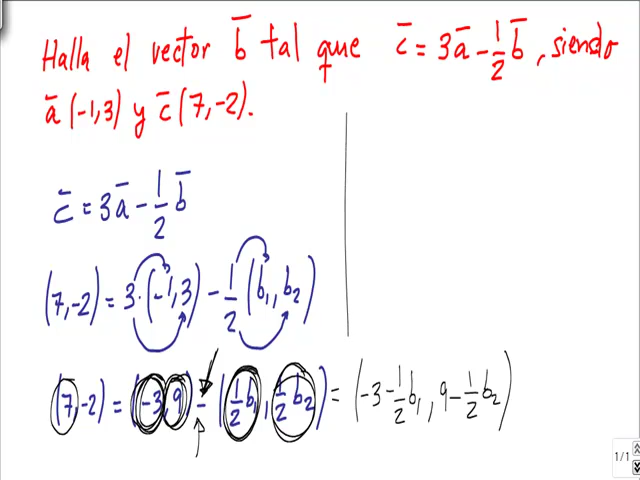 Halla el vector b̅ tal que c̅ = 3a̅ - 1/2 b̅, siendo
a̅ (-1,3) y c̅ (7,-2).
c̅ = 3a̅ - 1/2 b̅
(7,-2) = 3·(-1,3) - 1/2 (b₁, b₂)
(7,-2) = (-3,9) - (1/2 b₁, 1/2 b₂) = (-3 - 1/2 b₁, 9 - 1/2 b₂)
1/1